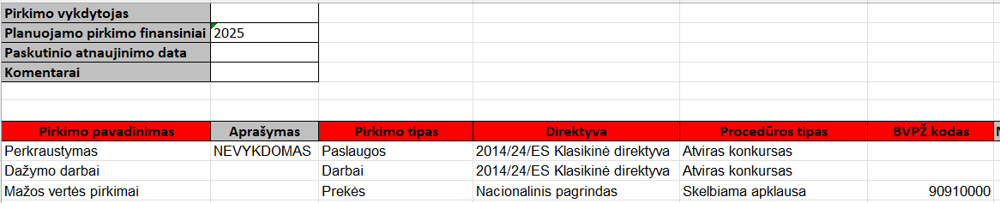 Pirkimo vykdytojas
Planuojamo pirkimo finansiniai 2025
Paskutinio atnaujinimo data
Komentarai
Pirkimo pavadinimas Aprašymas Pirkimo tipas Direktyva Procedūros tipas BVPŽ kodas
Perkraustymas NEVYKDOMAS Paslaugos 2014/24/ES Klasikinė direktyva Atviras konkursas
Dažymo darbai Darbai 2014/24/ES Klasikinė direktyva Atviras konkursas
Mažos vertės pirkimai Prekės Nacionalinis pagrindas Skelbiama apklausa 90910000